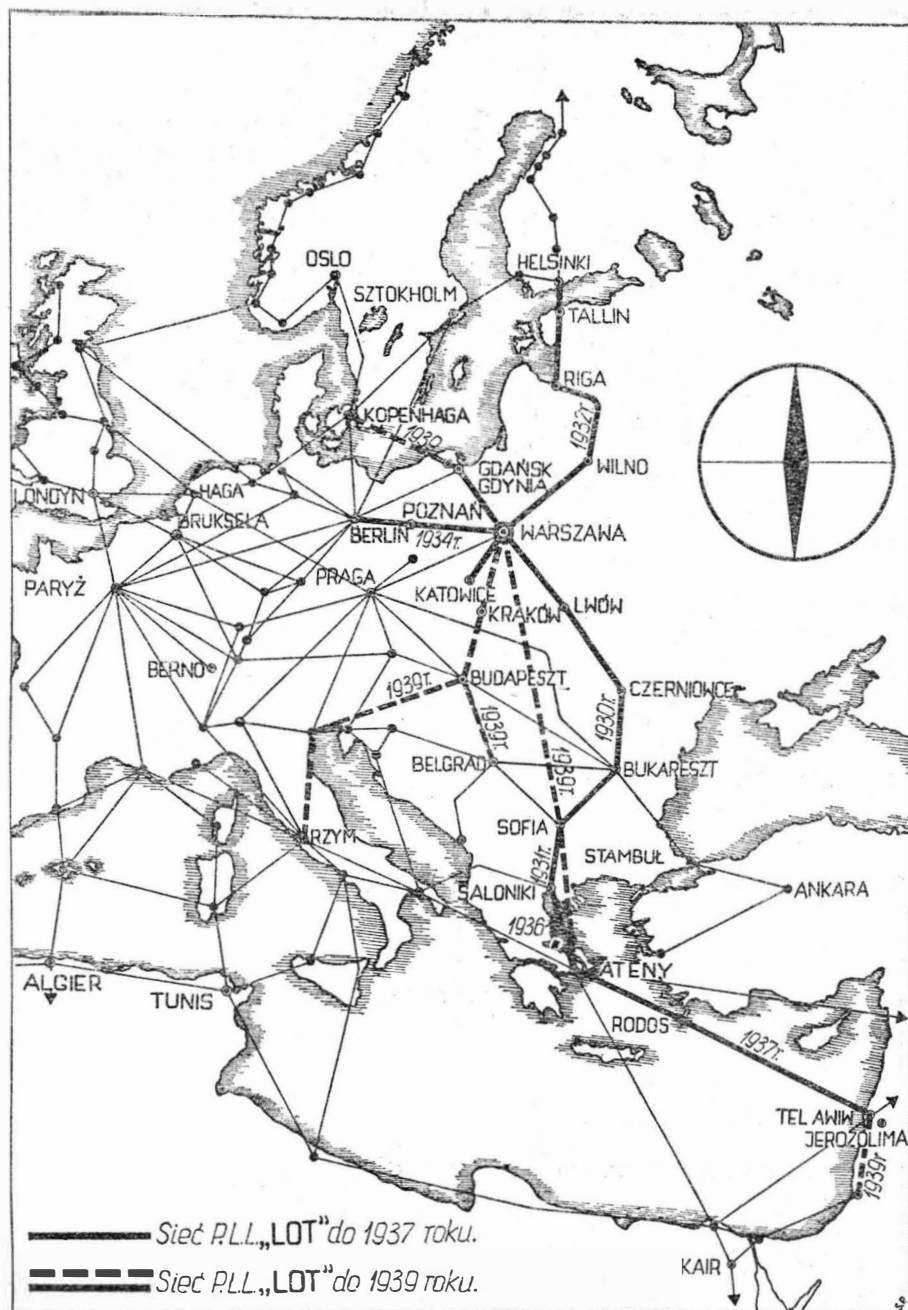 OSLO
HELSINKI
SZTOKHOLM
TALLIN
RIGA
KOPENHAGA
1939
1932r.
GDAŃSK
WILNO
GDYNIA
LONDYN
HAGA
POZNAŃ
BRUKSELA
BERLIN
WARSZAWA
1934r.
PRAGA
PARYŻ
KATOWICE
KRAKÓW
LWÓW
BERNO
BUDAPESZT
1939r.
CZERNIOWCE
1939r.
1930r.
BELGRAD
1939r.
BUKARESZT
SOFIA
RZYM
STAMBUŁ
1931r.
SALONIKI
ANKARA
1936
ATENY
ALGIER
TUNIS
RODOS
1937r.
TEL AWIW
JEROZOLIMA
1939r
Sieć P.L.L. „LOT" do 1937 roku.
KAIR
Sieć P.L.L. „LOT" do 1939 roku.